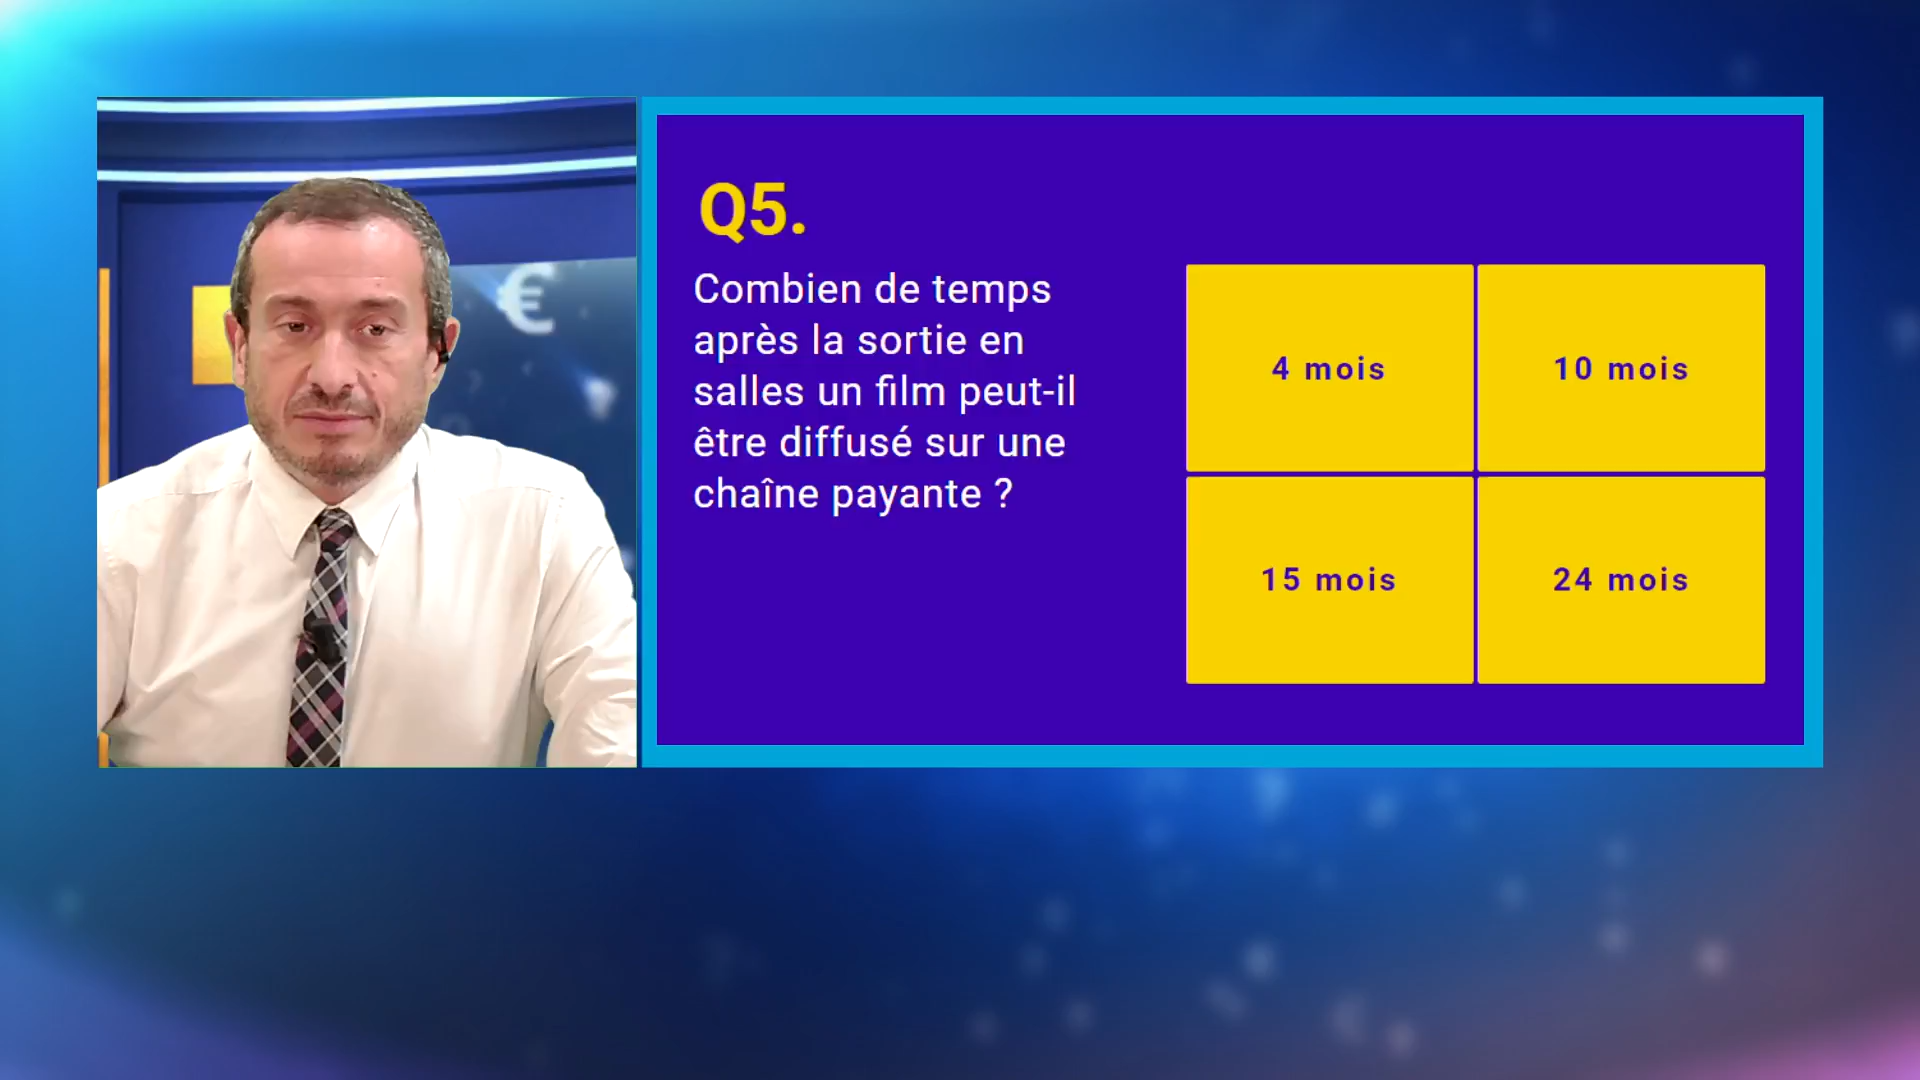 Q5.
Combien de temps
après la sortie en
salles un film peut-il
être diffusé sur une
chaîne payante ?
4 mois
10 mois
15 mois
24 mois
€